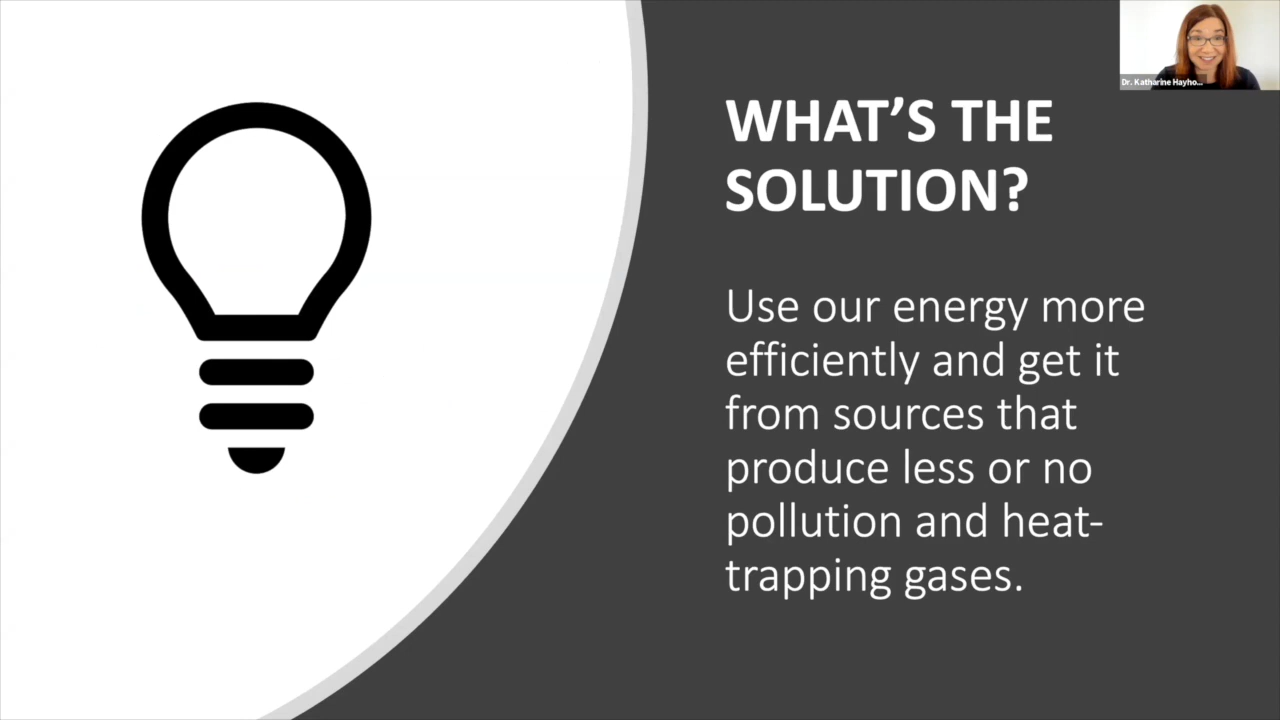 Dr. Katharine Hayho...
WHAT'S THE
SOLUTION?
Use our energy more
efficiently and get it
from sources that
produce less or no
pollution and heat-
trapping gases.